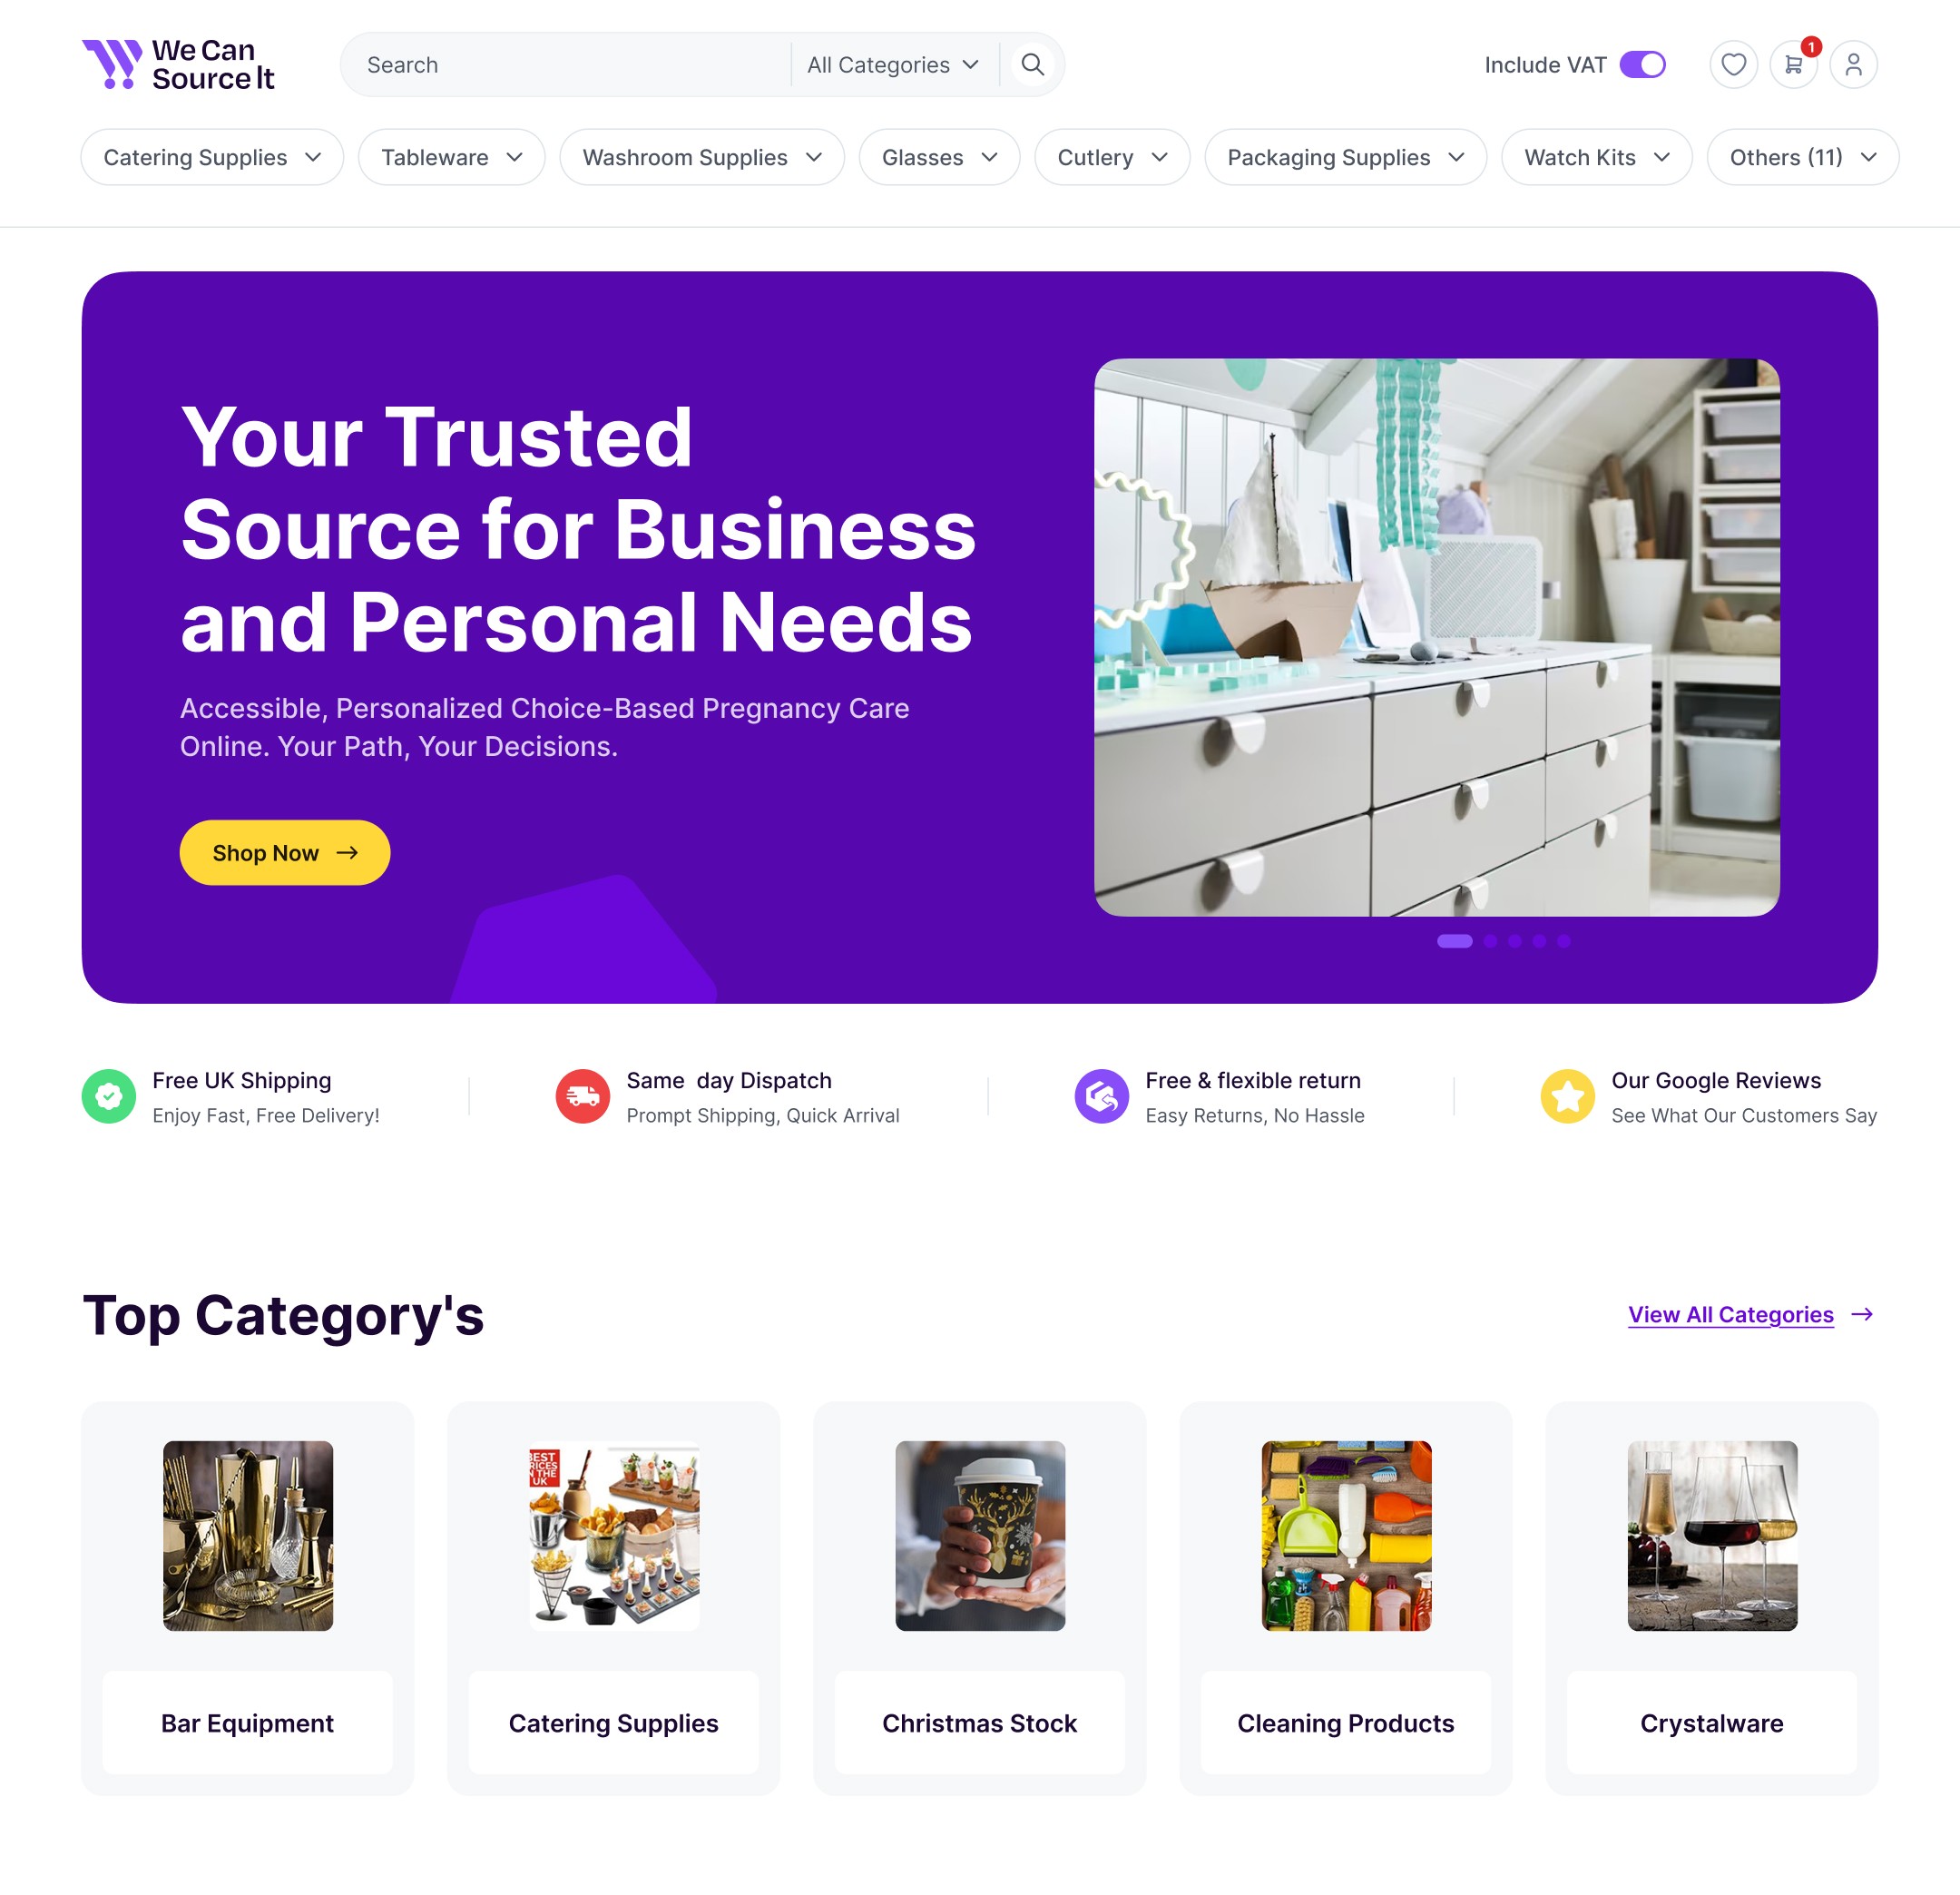 We Can
Source It
Search
All Categories
Include VAT
1
Catering Supplies
Tableware
Washroom Supplies
Glasses
Cutlery
Packaging Supplies
Watch Kits
Others (11)
Your Trusted
Source for Business
and Personal Needs
Accessible, Personalized Choice-Based Pregnancy Care
Online. Your Path, Your Decisions.
Shop Now
Free UK Shipping
Enjoy Fast, Free Delivery!
Same  day Dispatch
Prompt Shipping, Quick Arrival
Free & flexible return
Easy Returns, No Hassle
Our Google Reviews
See What Our Customers Say
Top Category's
View All Categories
BEST
RICES
N THE
UK
Bar Equipment
Catering Supplies
Christmas Stock
Cleaning Products
Crystalware